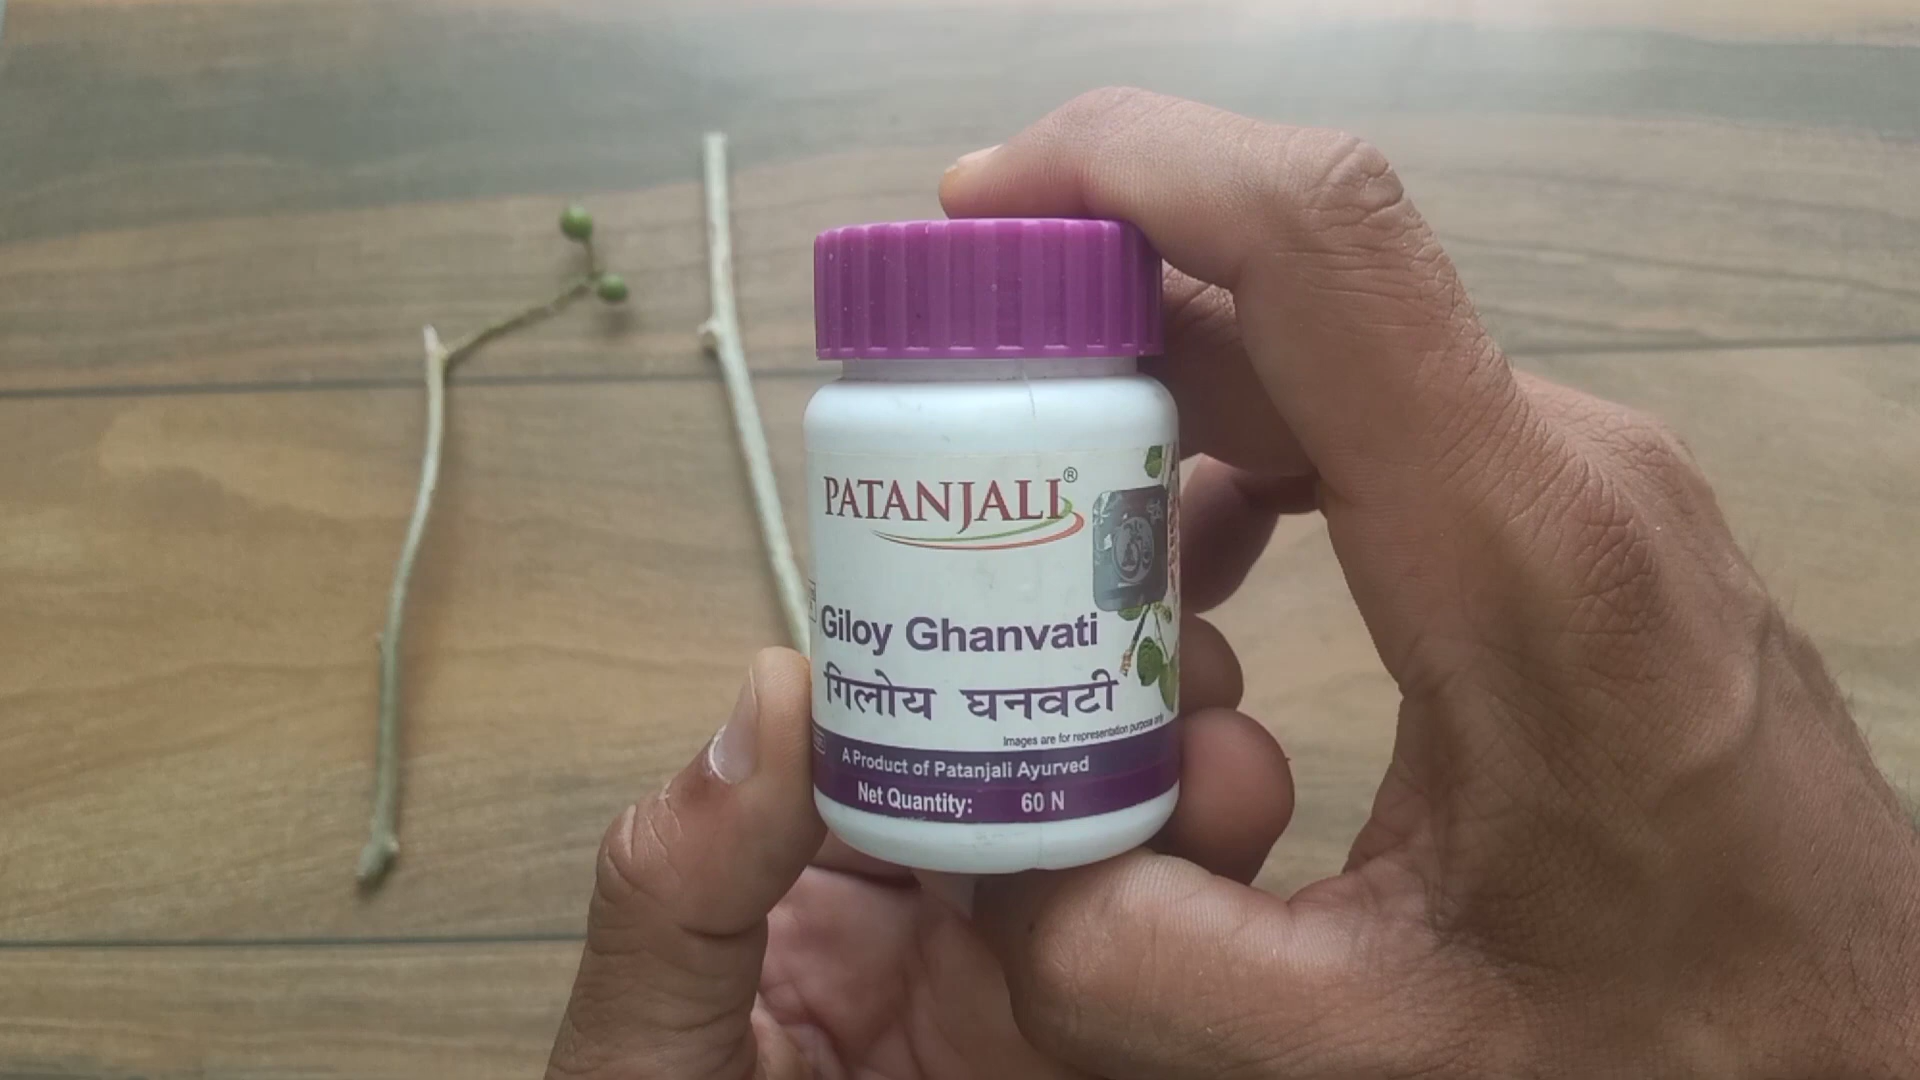 PATANJALI®
Giloy Ghanvati
गिलोय घनवटी
Images are for representation purpose only
A Product of Patanjali Ayurved
Net Quantity: 60 N